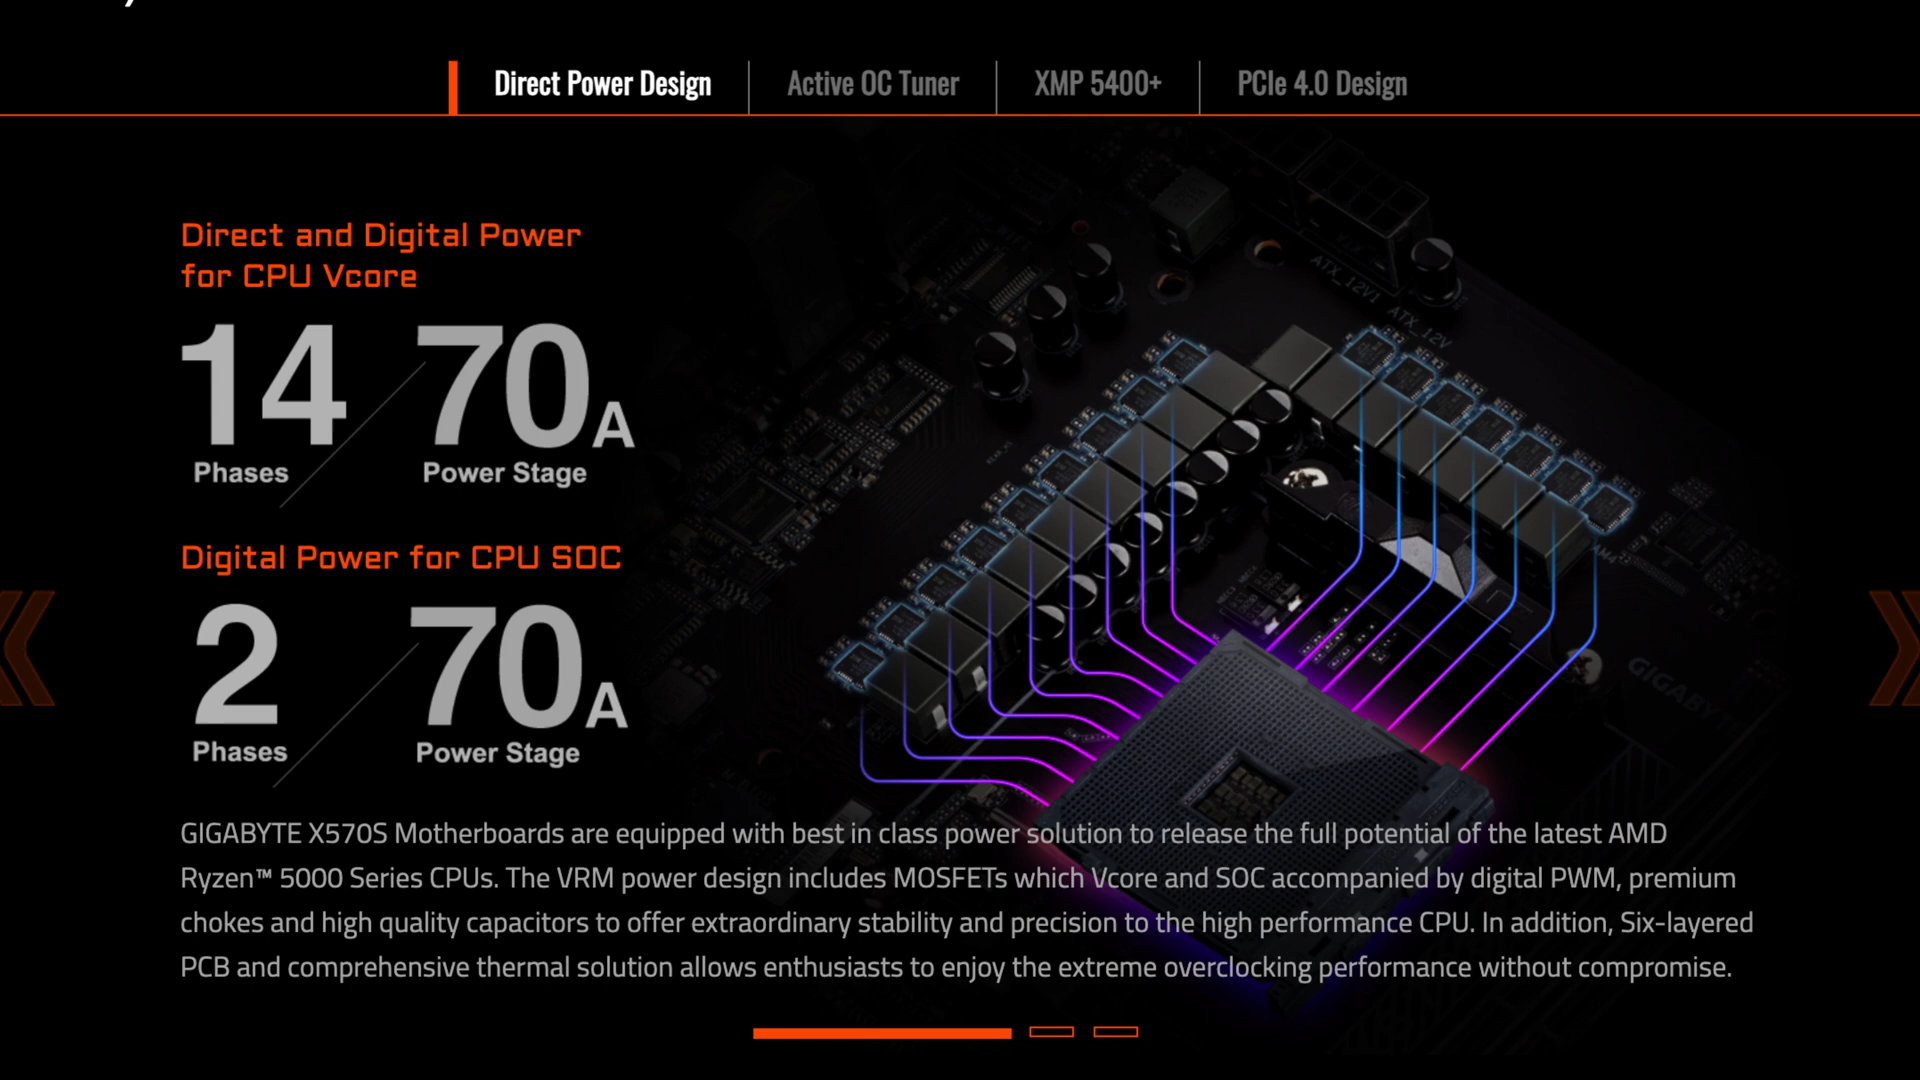 Direct Power Design
Active OC Tuner
XMP 5400+
PCIe 4.0 Design
Direct and Digital Power
for CPU Vcore
14 70A
Phases Power Stage
Digital Power for CPU SOC
2 70A
Phases Power Stage
ATX_12V1
ATX_12V
GIGABYTE
GIGABYTE X570S Motherboards are equipped with best in class power solution to release the full potential of the latest AMD
Ryzen™ 5000 Series CPUs. The VRM power design includes MOSFETs which Vcore and SOC accompanied by digital PWM, premium
chokes and high quality capacitors to offer extraordinary stability and precision to the high performance CPU. In addition, Six-layered
PCB and comprehensive thermal solution allows enthusiasts to enjoy the extreme overclocking performance without compromise.